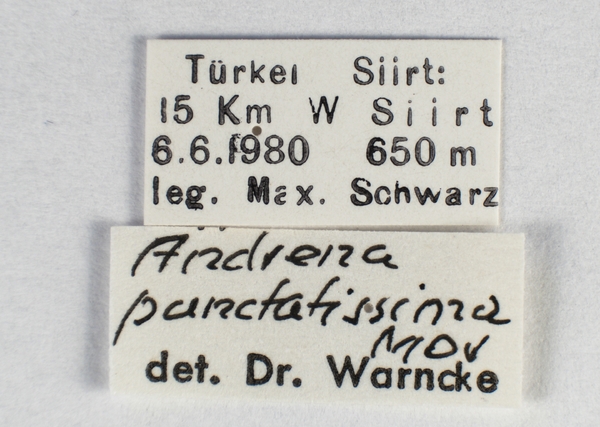 Türkei Siirt:
15 Km W Siirt
6.6.1980 650 m
leg. Max. Schwarz
Andrena
punctatissima
Mor
det. Dr. Warncke